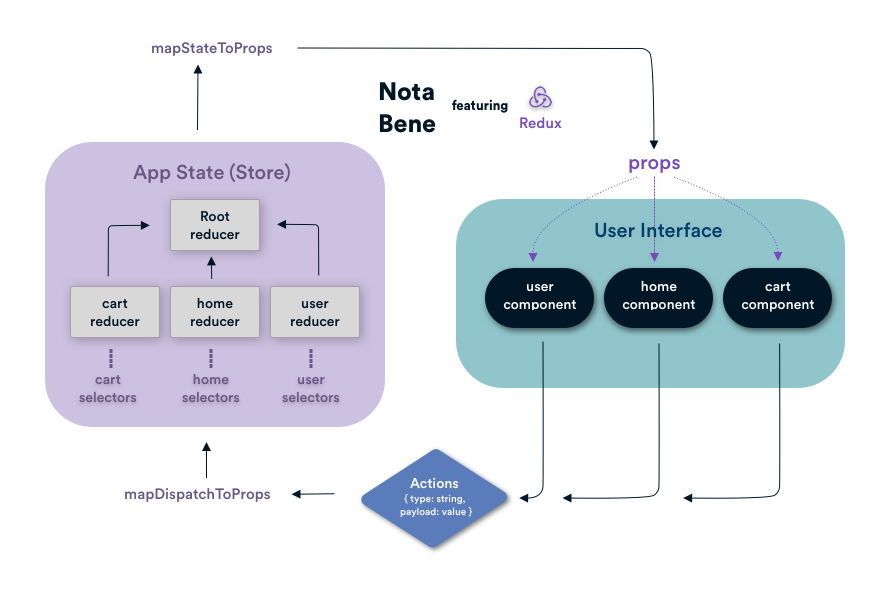 mapStateToProps
Nota
Bene
featuring
Redux
props
App State (Store)
Root
reducer
cart
reducer
home
reducer
user
reducer
cart
selectors
home
selectors
user
selectors
User Interface
user
component
home
component
cart
component
mapDispatchToProps
Actions
{ type: string,
payload: value }